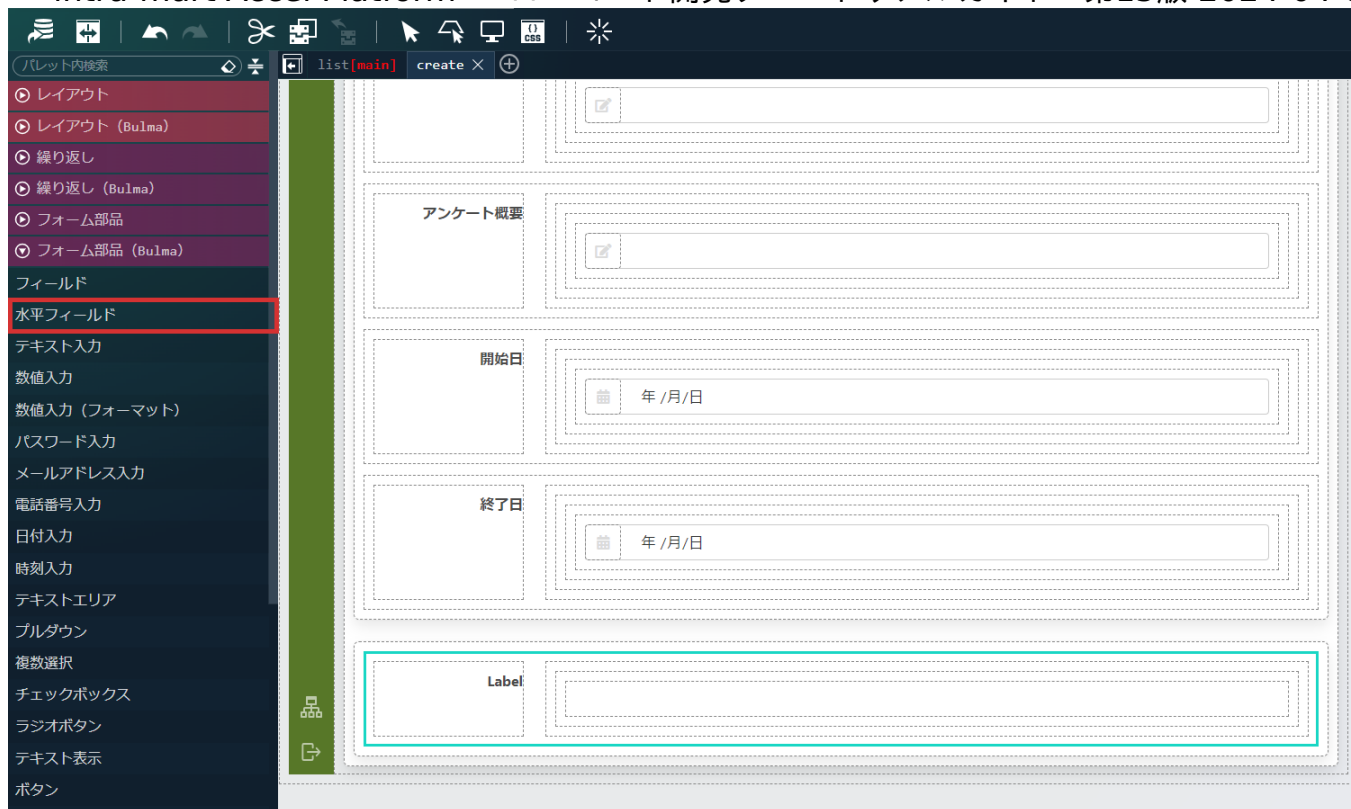 パレット内検索
list[main] create
{} CSS
レイアウト
レイアウト (Bulma)
繰り返し
繰り返し (Bulma)
フォーム部品
フォーム部品 (Bulma)
フィールド
水平フィールド
テキスト入力
数値入力
数値入力 (フォーマット)
パスワード入力
メールアドレス入力
電話番号入力
日付入力
時刻入力
テキストエリア
プルダウン
複数選択
チェックボックス
ラジオボタン
テキスト表示
ボタン
アンケート概要
開始日
年 /月/日
終了日
年 /月/日
Label